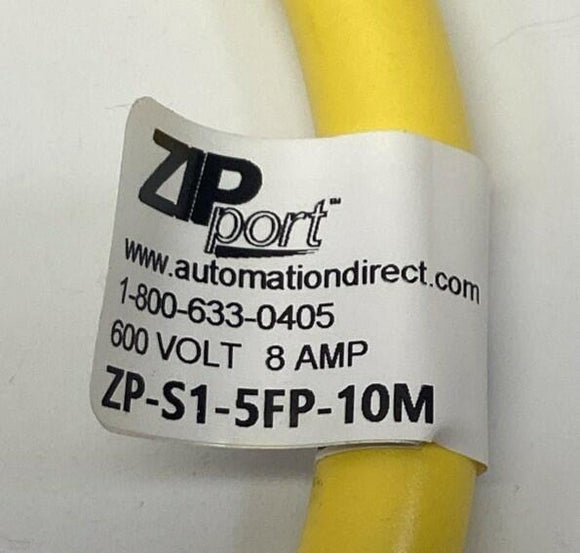 ZIPport™
www.automationdirect.com
1-800-633-0405
600 VOLT 8 AMP
ZP-S1-5FP-10M